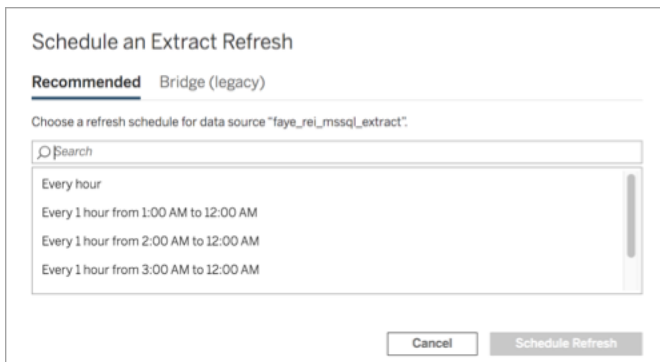 Schedule an Extract Refresh
Recommended Bridge (legacy)
Choose a refresh schedule for data source "faye_rei_mssql_extract".
Search
Every hour
Every 1 hour from 1:00 AM to 12:00 AM
Every 1 hour from 2:00 AM to 12:00 AM
Every 1 hour from 3:00 AM to 12:00 AM
Cancel Schedule Refresh